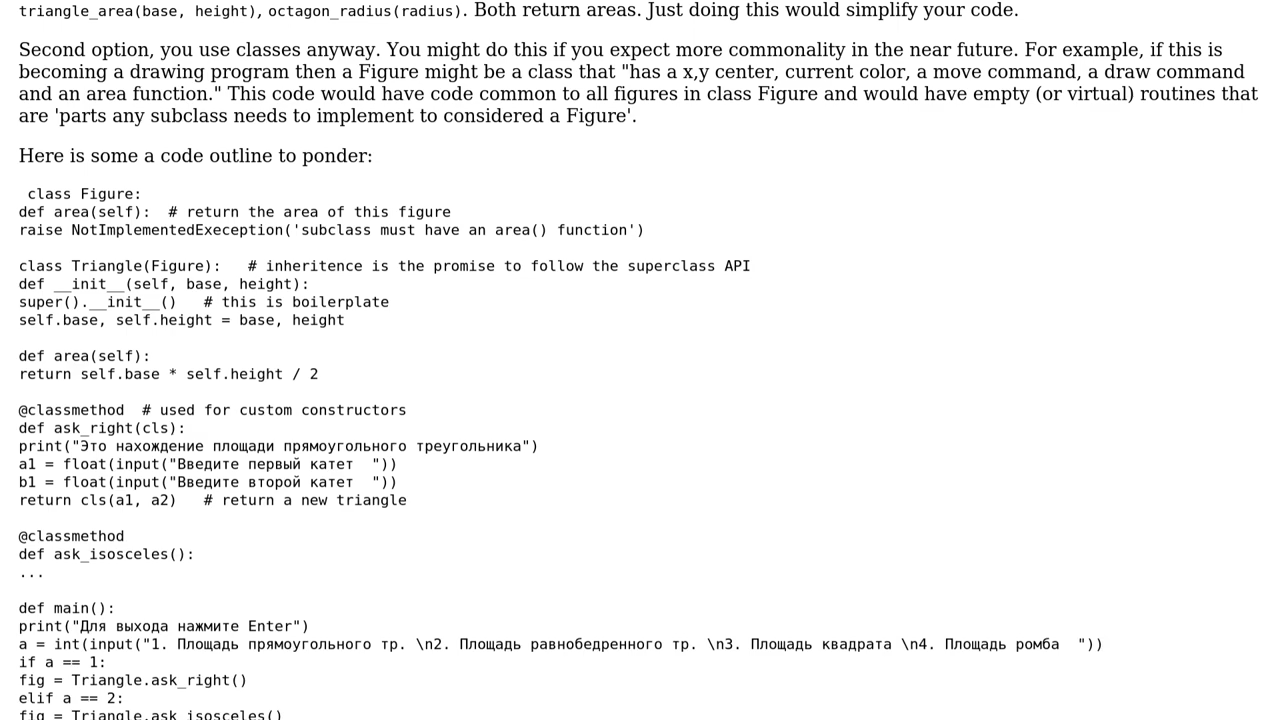 triangle_area(base, height), octagon_radius(radius). Both return areas. Just doing this would simplify your code.
Second option, you use classes anyway. You might do this if you expect more commonality in the near future. For example, if this is
becoming a drawing program then a Figure might be a class that "has a x,y center, current color, a move command, a draw command
and an area function." This code would have code common to all figures in class Figure and would have empty (or virtual) routines that
are 'parts any subclass needs to implement to considered a Figure'.
Here is some a code outline to ponder:
class Figure:
def area(self):  # return the area of this figure
raise NotImplementedExeception('subclass must have an area() function')
class Triangle(Figure):   # inheritence is the promise to follow the superclass API
def __init__(self, base, height):
super().__init__()   # this is boilerplate
self.base, self.height = base, height
def area(self):
return self.base * self.height / 2
@classmethod  # used for custom constructors
def ask_right(cls):
print("Это нахождение площади прямоугольного треугольника")
a1 = float(input("Введите первый катет  "))
b1 = float(input("Введите второй катет  "))
return cls(a1, a2)   # return a new triangle
@classmethod
def ask_isosceles():
...
def main():
print("Для выхода нажмите Enter")
a = int(input("1. Площадь прямоугольного тр. \n2. Площадь равнобедренного тр. \n3. Площадь квадрата \n4. Площадь ромба  "))
if a == 1:
fig = Triangle.ask_right()
elif a == 2:
fig = Triangle.ask_isosceles()